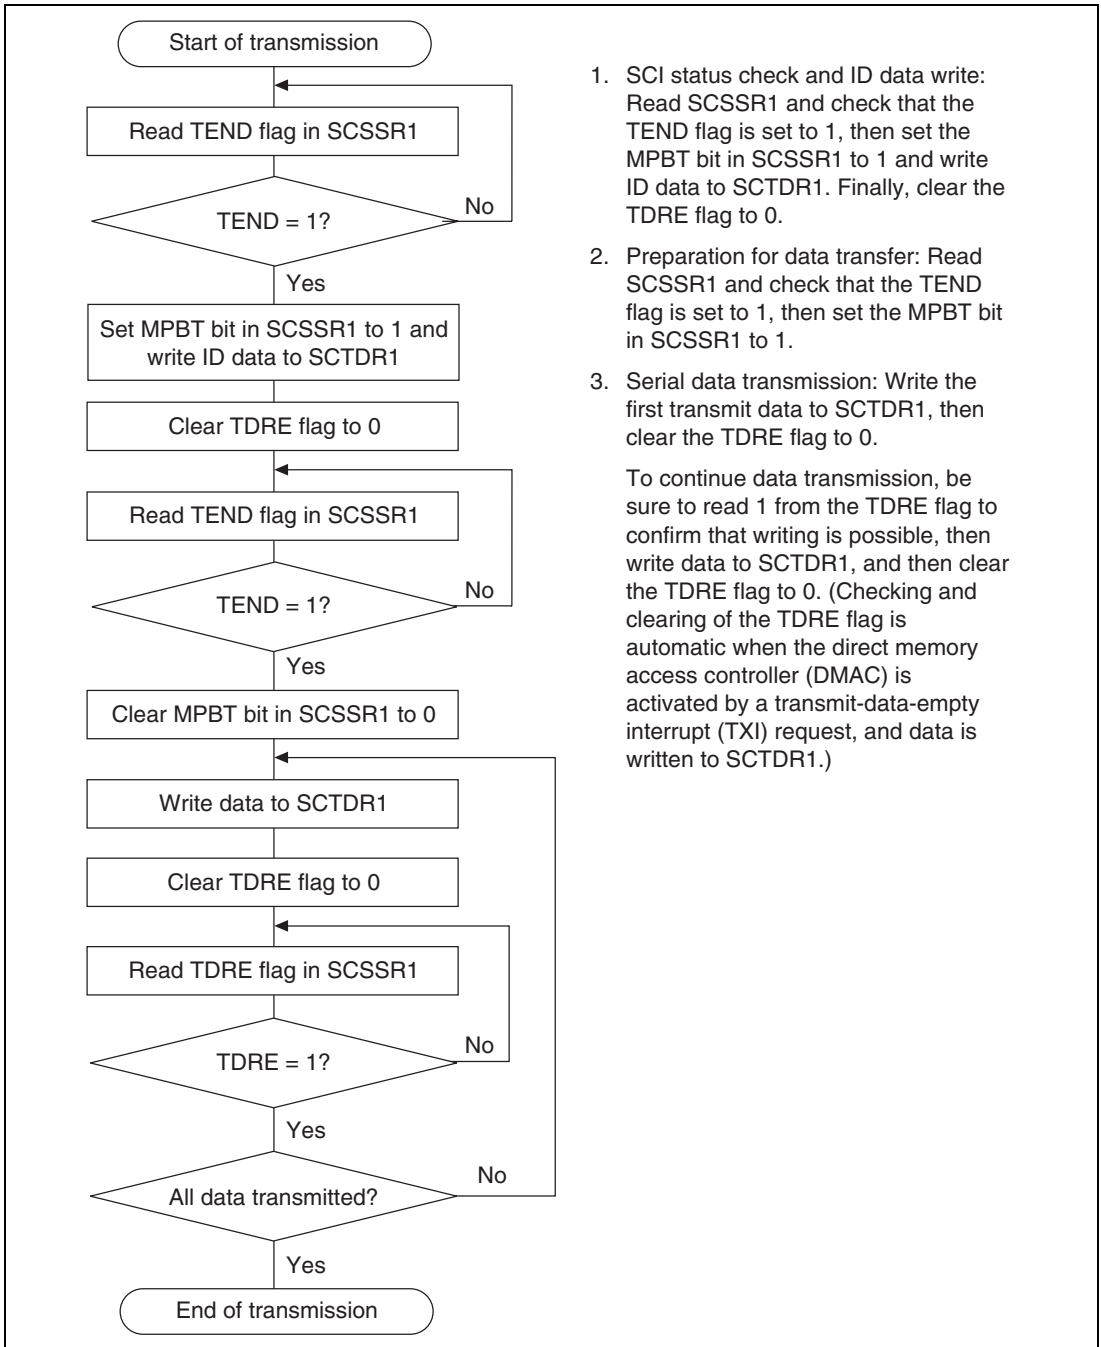 Start of transmission
Read TEND flag in SCSSR1
TEND = 1?
No
Yes
Set MPBT bit in SCSSR1 to 1 and
write ID data to SCTDR1
Clear TDRE flag to 0
Read TEND flag in SCSSR1
TEND = 1?
No
Yes
Clear MPBT bit in SCSSR1 to 0
Write data to SCTDR1
Clear TDRE flag to 0
Read TDRE flag in SCSSR1
TDRE = 1?
No
Yes
All data transmitted?
No
Yes
End of transmission
1. SCI status check and ID data write:
Read SCSSR1 and check that the
TEND flag is set to 1, then set the
MPBT bit in SCSSR1 to 1 and write
ID data to SCTDR1. Finally, clear the
TDRE flag to 0.
2. Preparation for data transfer: Read
SCSSR1 and check that the TEND
flag is set to 1, then set the MPBT bit
in SCSSR1 to 1.
3. Serial data transmission: Write the
first transmit data to SCTDR1, then
clear the TDRE flag to 0.
To continue data transmission, be
sure to read 1 from the TDRE flag to
confirm that writing is possible, then
write data to SCTDR1, and then clear
the TDRE flag to 0. (Checking and
clearing of the TDRE flag is
automatic when the direct memory
access controller (DMAC) is
activated by a transmit-data-empty
interrupt (TXI) request, and data is
written to SCTDR1.)